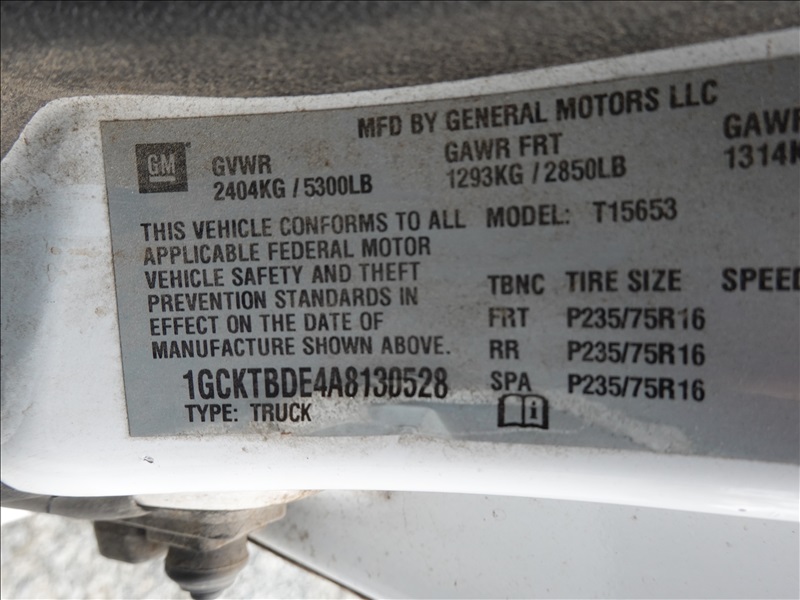 MFD BY GENERAL MOTORS LLC
GM
GVWR
2404KG / 5300LB
GAWR FRT
1293KG / 2850LB
GAWR
1314K
THIS VEHICLE CONFORMS TO ALL
APPLICABLE FEDERAL MOTOR
VEHICLE SAFETY AND THEFT
PREVENTION STANDARDS IN
EFFECT ON THE DATE OF
MANUFACTURE SHOWN ABOVE.
1GCKTBDE4A8130528
TYPE: TRUCK
MODEL: T15653
TBNC TIRE SIZE SPEED
FRT P235/75R16
RR P235/75R16
SPA P235/75R16